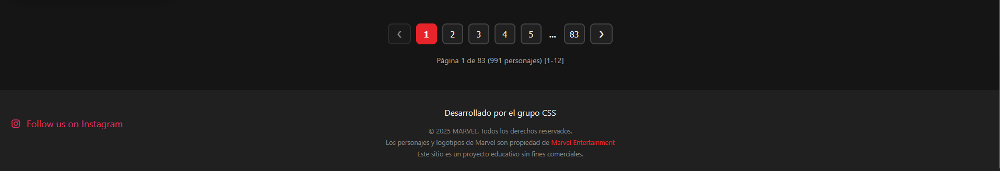 ‹ 1 2 3 4 5 ... 83 ›
Página 1 de 83 (991 personajes) [1-12]
Follow us on Instagram
Desarrollado por el grupo CSS
© 2025 MARVEL. Todos los derechos reservados.
Los personajes y logotipos de Marvel son propiedad de Marvel Entertainment
Este sitio es un proyecto educativo sin fines comerciales.